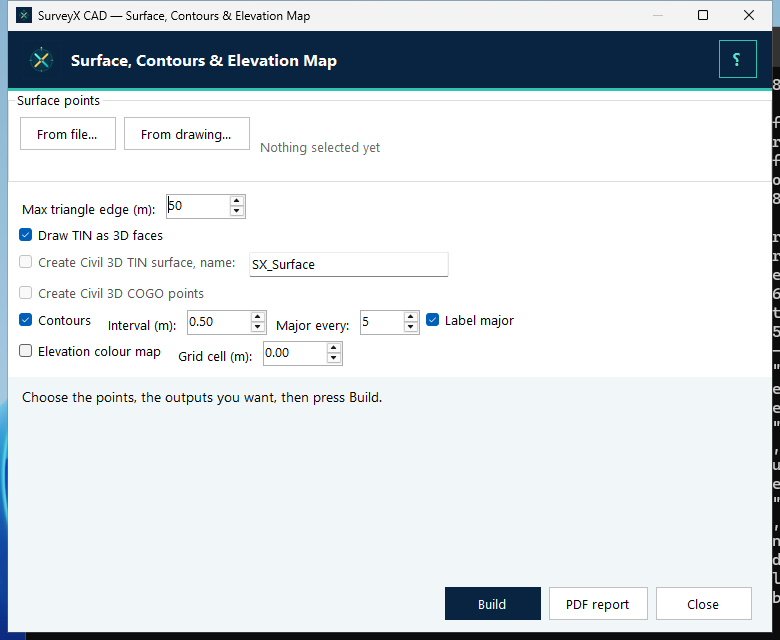 SurveyX CAD — Surface, Contours & Elevation Map
Surface, Contours & Elevation Map
؟
Surface points
From file...
From drawing...
Nothing selected yet
Max triangle edge (m): 50
Draw TIN as 3D faces
Create Civil 3D TIN surface, name: SX_Surface
Create Civil 3D COGO points
Contours Interval (m): 0.50 Major every: 5 Label major
Elevation colour map Grid cell (m): 0.00
Choose the points, the outputs you want, then press Build.
Build PDF report Close